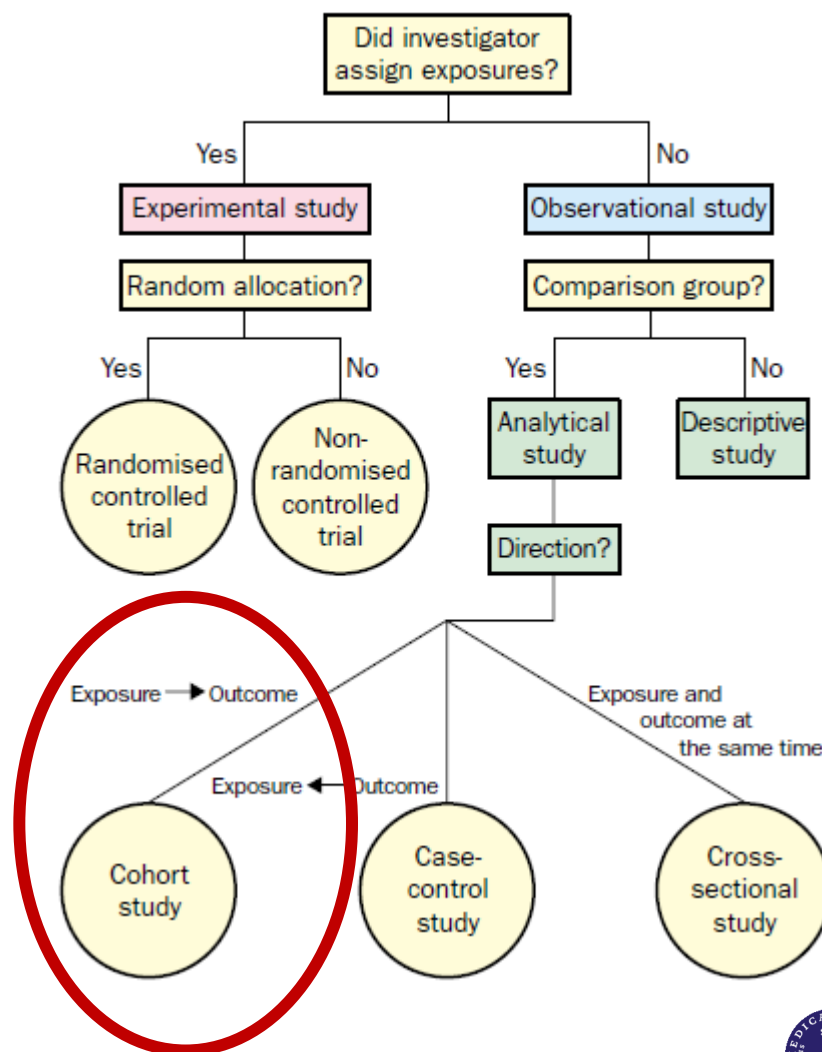 Did investigator
assign exposures?
Yes
No
Experimental study
Observational study
Random allocation?
Comparison group?
Yes
No
Yes
No
Randomised
controlled
trial
Non-
randomised
controlled
trial
Analytical
study
Descriptive
study
Direction?
Exposure → Outcome
Exposure and
outcome at
the same time
Exposure ← Outcome
Cohort
study
Case-
control
study
Cross-
sectional
study